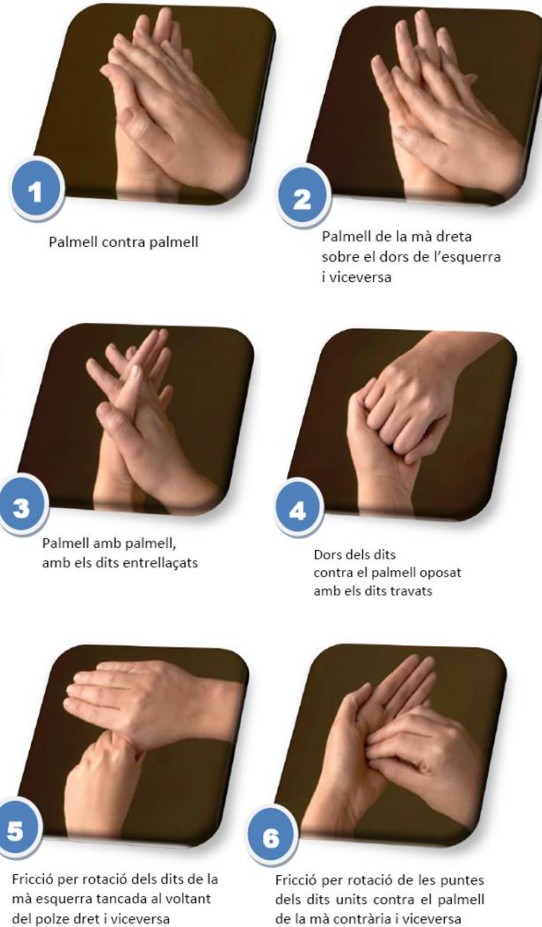 1
Palmell contra palmell
2
Palmell de la mà dreta
sobre el dors de l'esquerra
i viceversa
3
Palmell amb palmell,
amb els dits entrellaçats
4
Dors dels dits
contra el palmell oposat
amb els dits travats
5
Fricció per rotació dels dits de la
mà esquerra tancada al voltant
del polze dret i viceversa
6
Fricció per rotació de les puntes
dels dits units contra el palmell
de la mà contrària i viceversa